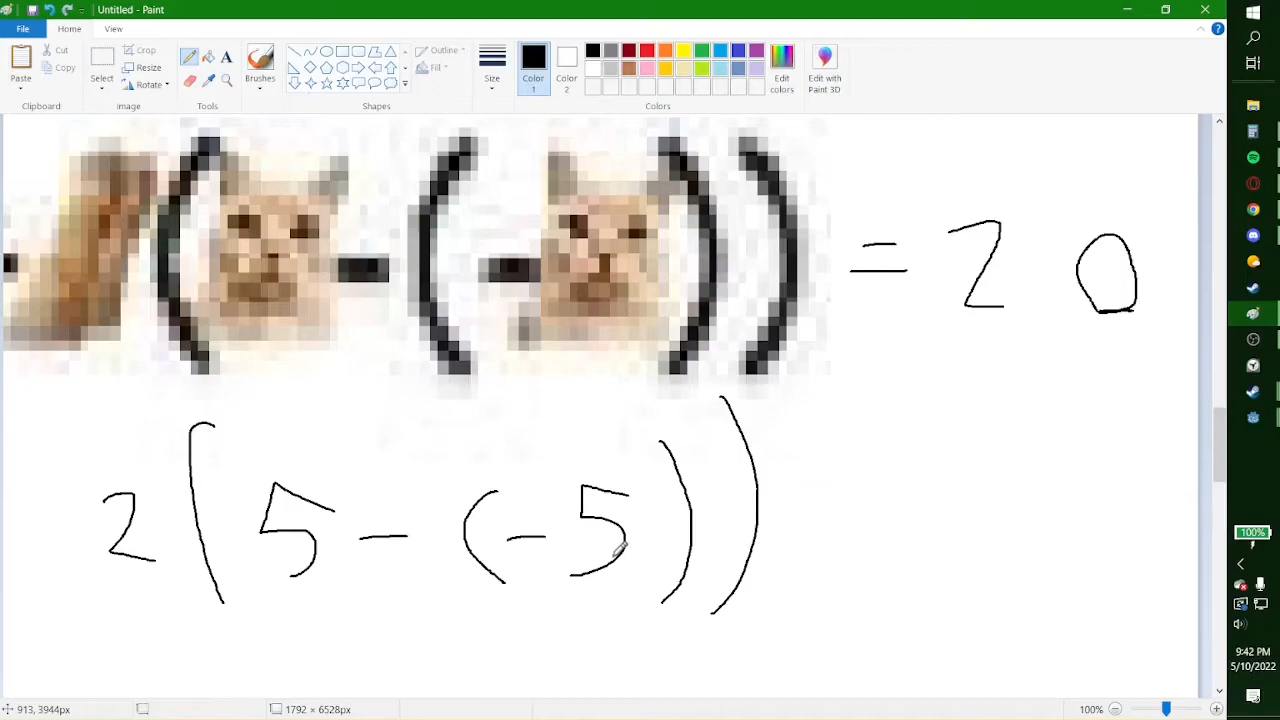 Untitled - Paint
File
Home
View
Paste
Cut
Copy
Clipboard
Select
Crop
Resize
Rotate
Image
Tools
Brushes
Shapes
Outline
Fill
Size
Color 1
Color 2
Edit colors
Colors
Edit with Paint 3D
- ( - ( - ) ) = 20
2(5-(-5))
100%
9:42 PM
5/10/2022
913, 3944px
1792 × 6528px
100%